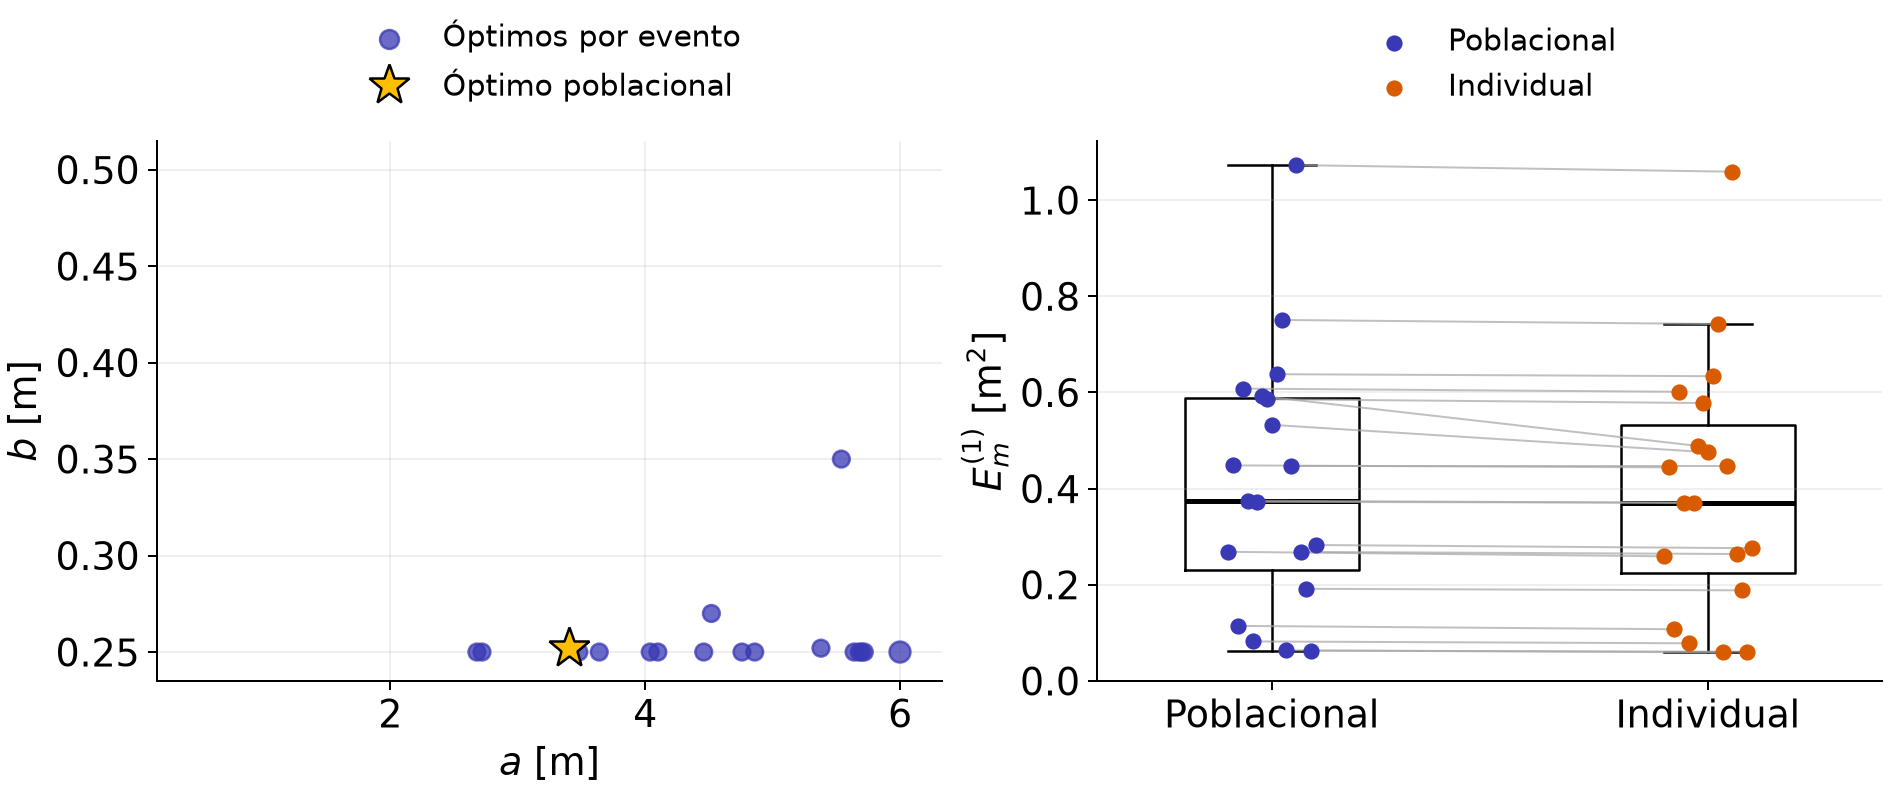 Óptimos por evento
Óptimo poblacional
0.50
0.45
0.40
0.35
0.30
0.25
b [m]
2 4 6
a [m]
Poblacional
Individual
1.0
0.8
0.6
0.4
0.2
0.0
E_m^{(1)} [m²]
Poblacional Individual